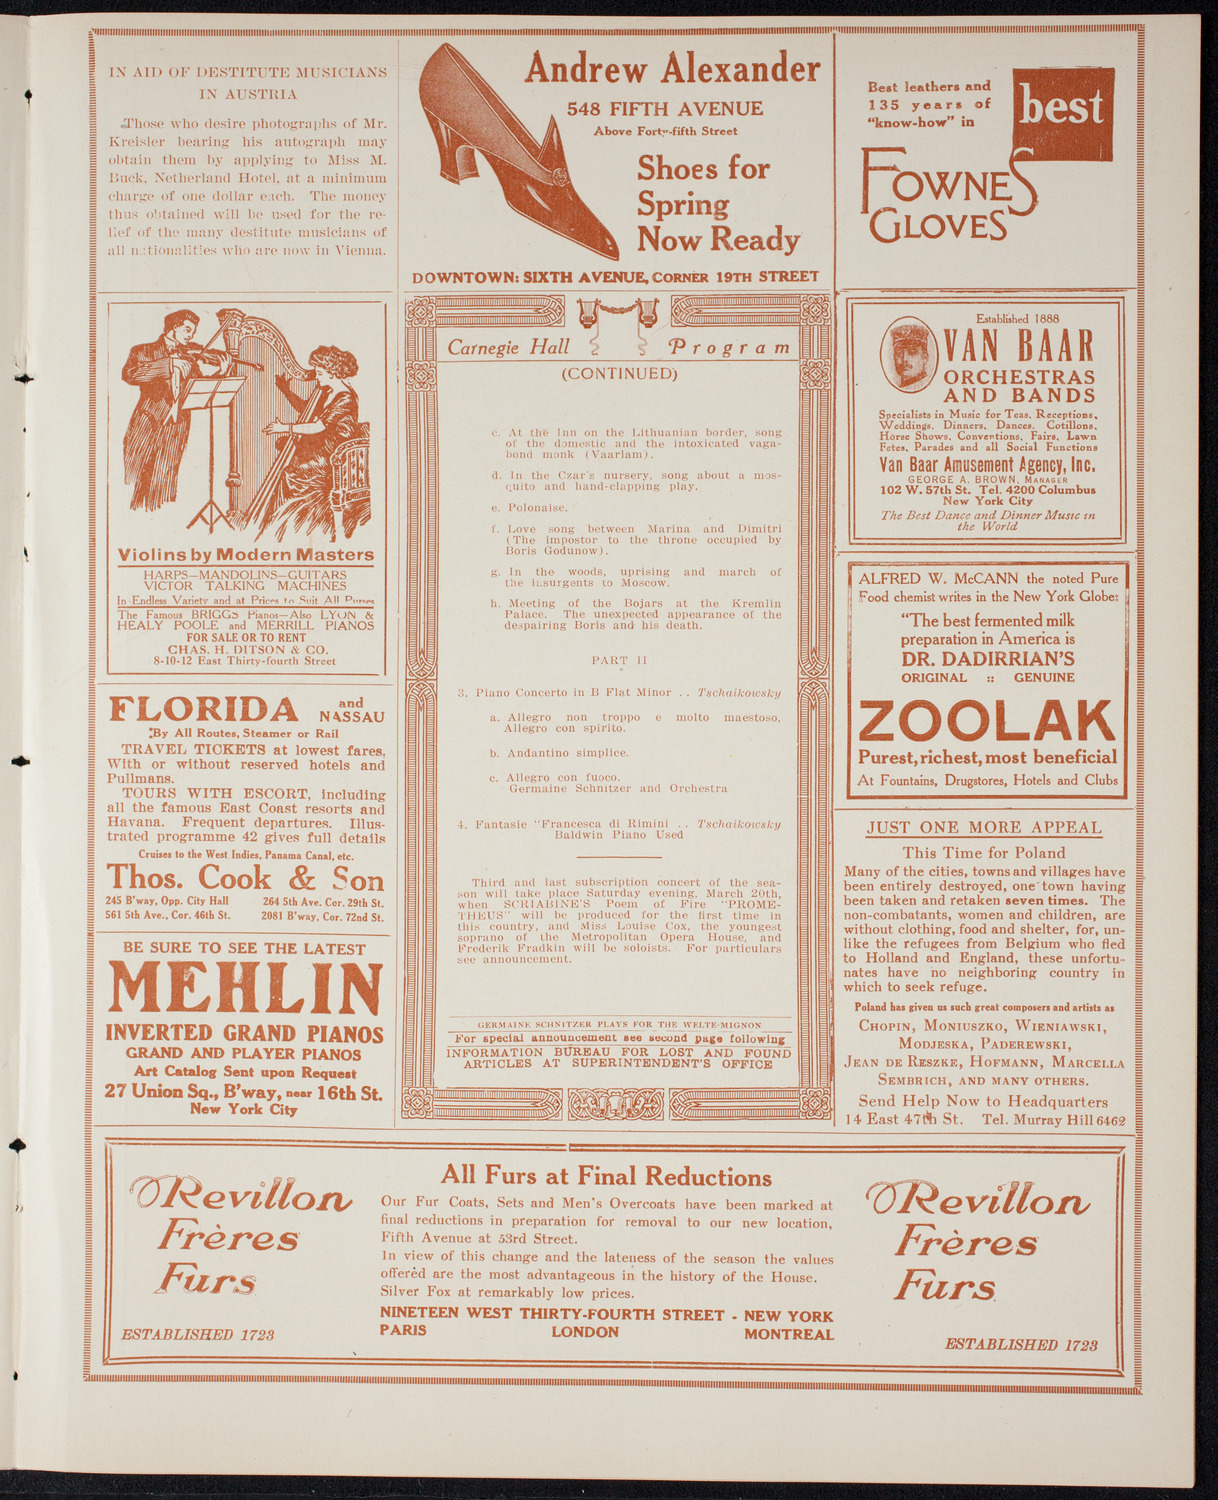 IN AID OF DESTITUTE MUSICIANS
IN AUSTRIA
Those who desire photographs of Mr.
Kreisler bearing his autograph may
obtain them by applying to Miss M.
Buck, Netherland Hotel, at a minimum
charge of one dollar each. The money
thus obtained will be used for the re-
lief of the many destitute musicians of
all nationalities who are now in Vienna.
Andrew Alexander
548 FIFTH AVENUE
Above Forty-fifth Street
Shoes for
Spring
Now Ready
DOWNTOWN: SIXTH AVENUE, CORNER 19TH STREET
Best leathers and
135 years of
"know-how" in
best
FOWNES
GLOVES
Violins by Modern Masters
HARPS—MANDOLINS—GUITARS
VICTOR TALKING MACHINES
In Endless Variety and at Prices to Suit All Purses
The Famous BRIGGS Pianos—Also LYON &
HEALY POOLE and MERRILL PIANOS
FOR SALE OR TO RENT
CHAS. H. DITSON & CO.
8-10-12 East Thirty-fourth Street
FLORIDA and
NASSAU
By All Routes, Steamer or Rail
TRAVEL TICKETS at lowest fares,
With or without reserved hotels and
Pullmans.
TOURS WITH ESCORT, including
all the famous East Coast resorts and
Havana. Frequent departures. Illus-
trated programme 42 gives full details
Cruises to the West Indies, Panama Canal, etc.
Thos. Cook & Son
245 B'way, Opp. City Hall 264 5th Ave. Cor. 29th St.
561 5th Ave., Cor. 46th St. 2081 B'way, Cor. 72nd St.
BE SURE TO SEE THE LATEST
MEHLIN
INVERTED GRAND PIANOS
GRAND AND PLAYER PIANOS
Art Catalog Sent upon Request
27 Union Sq., B'way, near 16th St.
New York City
Carnegie Hall Program
(CONTINUED)
c. At the Inn on the Lithuanian border, song
of the domestic and the intoxicated vaga-
bond monk (Vaarlam).
d. In the Czar's nursery, song about a mos-
quito and hand-clapping play.
e. Polonaise.
f. Love song between Marina and Dimitri
(The impostor to the throne occupied by
Boris Godunow).
g. In the woods, uprising and march of
the insurgents to Moscow.
h. Meeting of the Bojars at the Kremlin
Palace. The unexpected appearance of the
despairing Boris and his death.
PART II
3. Piano Concerto in B Flat Minor . . Tschaikowsky
a. Allegro non troppo e molto maestoso,
Allegro con spirito.
b. Andantino simplice.
c. Allegro con fuoco.
Germaine Schnitzer and Orchestra
4. Fantasie "Francesca di Rimini . . Tschaikowsky
Baldwin Piano Used
Third and last subscription concert of the sea-
son will take place Saturday evening, March 20th,
when SCRIABINE'S Poem of Fire "PROME-
THEUS" will be produced for the first time in
this country, and Miss Louise Cox, the youngest
soprano of the Metropolitan Opera House, and
Frederik Fradkin will be soloists. For particulars
see announcement.
GERMAINE SCHNITZER PLAYS FOR THE WELTE-MIGNON
For special announcement see second page following
INFORMATION BUREAU FOR LOST AND FOUND
ARTICLES AT SUPERINTENDENT'S OFFICE
Established 1888
VAN BAAR
ORCHESTRAS
AND BANDS
Specialists in Music for Teas, Receptions,
Weddings, Dinners, Dances, Cotillons,
Horse Shows, Conventions, Fairs, Lawn
Fetes, Parades and all Social Functions
Van Baar Amusement Agency, Inc.
GEORGE A. BROWN, MANAGER
102 W. 57th St. Tel. 4200 Columbus
New York City
The Best Dance and Dinner Music in
the World
ALFRED W. McCANN the noted Pure
Food chemist writes in the New York Globe:
"The best fermented milk
preparation in America is
DR. DADIRRIAN'S
ORIGINAL :: GENUINE
ZOOLAK
Purest, richest, most beneficial
At Fountains, Drugstores, Hotels and Clubs
JUST ONE MORE APPEAL
This Time for Poland
Many of the cities, towns and villages have
been entirely destroyed, one town having
been taken and retaken seven times. The
non-combatants, women and children, are
without clothing, food and shelter, for, un-
like the refugees from Belgium who fled
to Holland and England, these unfortu-
nates have no neighboring country in
which to seek refuge.
Poland has given us such great composers and artists as
CHOPIN, MONIUSZKO, WIENIAWSKI,
MODJESKA, PADEREWSKI,
JEAN DE RESZKE, HOFMANN, MARCELLA
SEMBRICH, AND MANY OTHERS.
Send Help Now to Headquarters
14 East 47th St. Tel. Murray Hill 6462
Revillon
Frères
Furs
ESTABLISHED 1723
All Furs at Final Reductions
Our Fur Coats, Sets and Men's Overcoats have been marked at
final reductions in preparation for removal to our new location,
Fifth Avenue at 53rd Street.
In view of this change and the lateness of the season the values
offered are the most advantageous in the history of the House.
Silver Fox at remarkably low prices.
NINETEEN WEST THIRTY-FOURTH STREET - NEW YORK
PARIS LONDON MONTREAL
Revillon
Frères
Furs
ESTABLISHED 1723